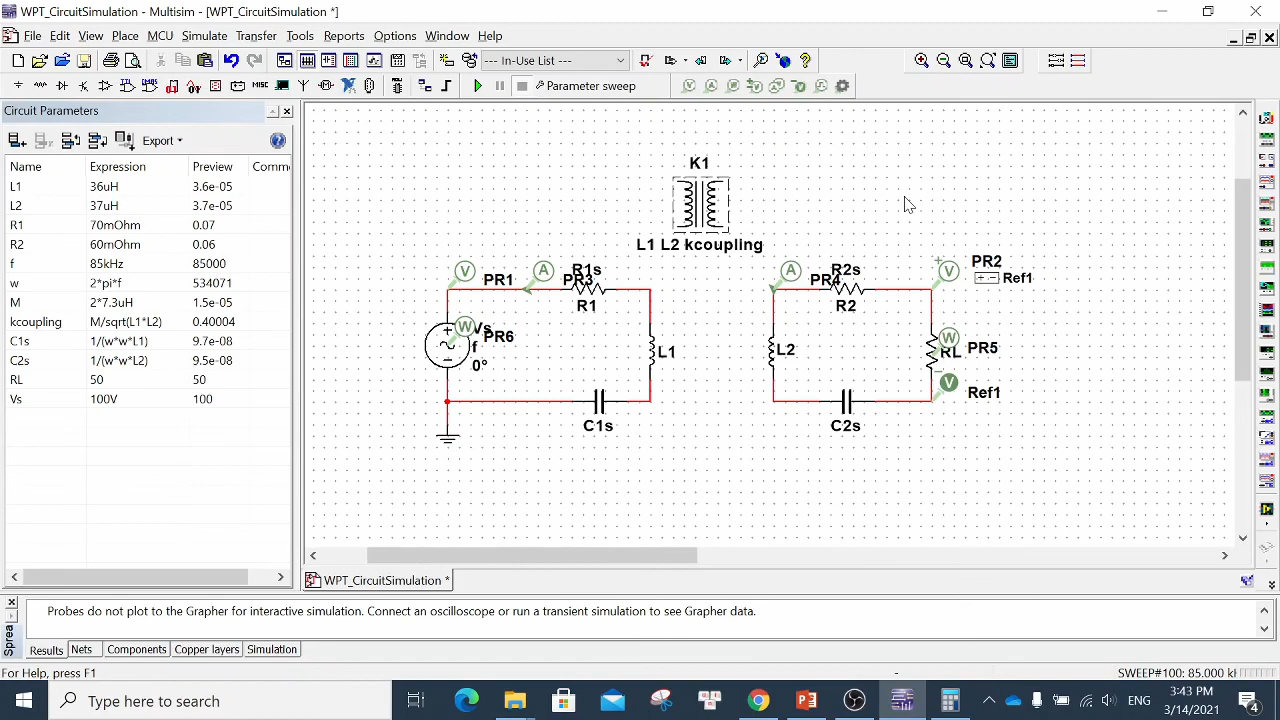 WPT_CircuitSimulation - Multisim - [WPT_CircuitSimulation *]
File Edit View Place MCU Simulate Transfer Tools Reports Options Window Help
--- In-Use List ---
MISC
Parameter sweep
Circuit Parameters
Export
Name Expression Preview Comme
L1 36uH 3.6e-05
L2 37uH 3.7e-05
R1 70mOhm 0.07
R2 60mOhm 0.06
f 85kHz 85000
w 2*pi*f 534071
M 2*7.3uH 1.5e-05
kcoupling M/sqrt(L1*L2) 0.40004
C1s 1/(w*w*L1) 9.7e-08
C2s 1/(w*w*L2) 9.5e-08
RL 50 50
Vs 100V 100
K1
L1 L2 kcoupling
V PR1 A R1s PR3 R1
W Vs PR6 f 0°
L1
C1s
A PR4 R2s R2
V PR2 Ref1
L2
W RL PR5
V Ref1
C2s
WPT_CircuitSimulation *
Sprea
Probes do not plot to the Grapher for interactive simulation. Connect an oscilloscope or run a transient simulation to see Grapher data.
Results Nets Components Copper layers Simulation
For Help, press F1
-
SWEEP#100: 85.000 kH
Type here to search
ENG
3:43 PM
3/14/2021
4